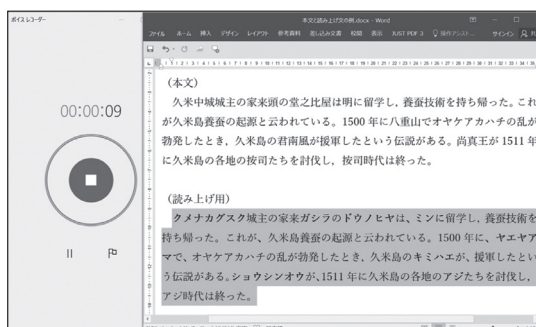 ボイス レコーダー
本文と読み上げ文の例.docx - Word
ファイル ホーム 挿入 デザイン レイアウト 参考資料 差し込み文書 校閲 表示 JUST PDF 3 操作アシスト... サインイン
00:00:09
（本文）
久米中城城主の家来頭の堂之比屋は明に留学し，養蚕技術を持ち帰った。これ
が久米島養蚕の起源と云われている。1500 年に八重山でオヤケアカハチの乱が
勃発したとき，久米島の君南風が援軍したという伝説がある。尚真王が 1511 年
に久米島の各地の按司たちを討伐し，按司時代は終った。
（読み上げ用）
クメナカグスク城主の家来ガシラのドウノヒヤは、ミンに留学し，養蚕技術を
持ち帰った。これが、久米島養蚕の起源と云われている。1500 年に、ヤエヤア
マで、オヤケアカハチの乱が勃発したとき，久米島のキミハエが、援軍したとい
う伝説がある。ショウシンオウが、1511 年に久米島の各地のアジたちを討伐し，
アジ時代は終った。